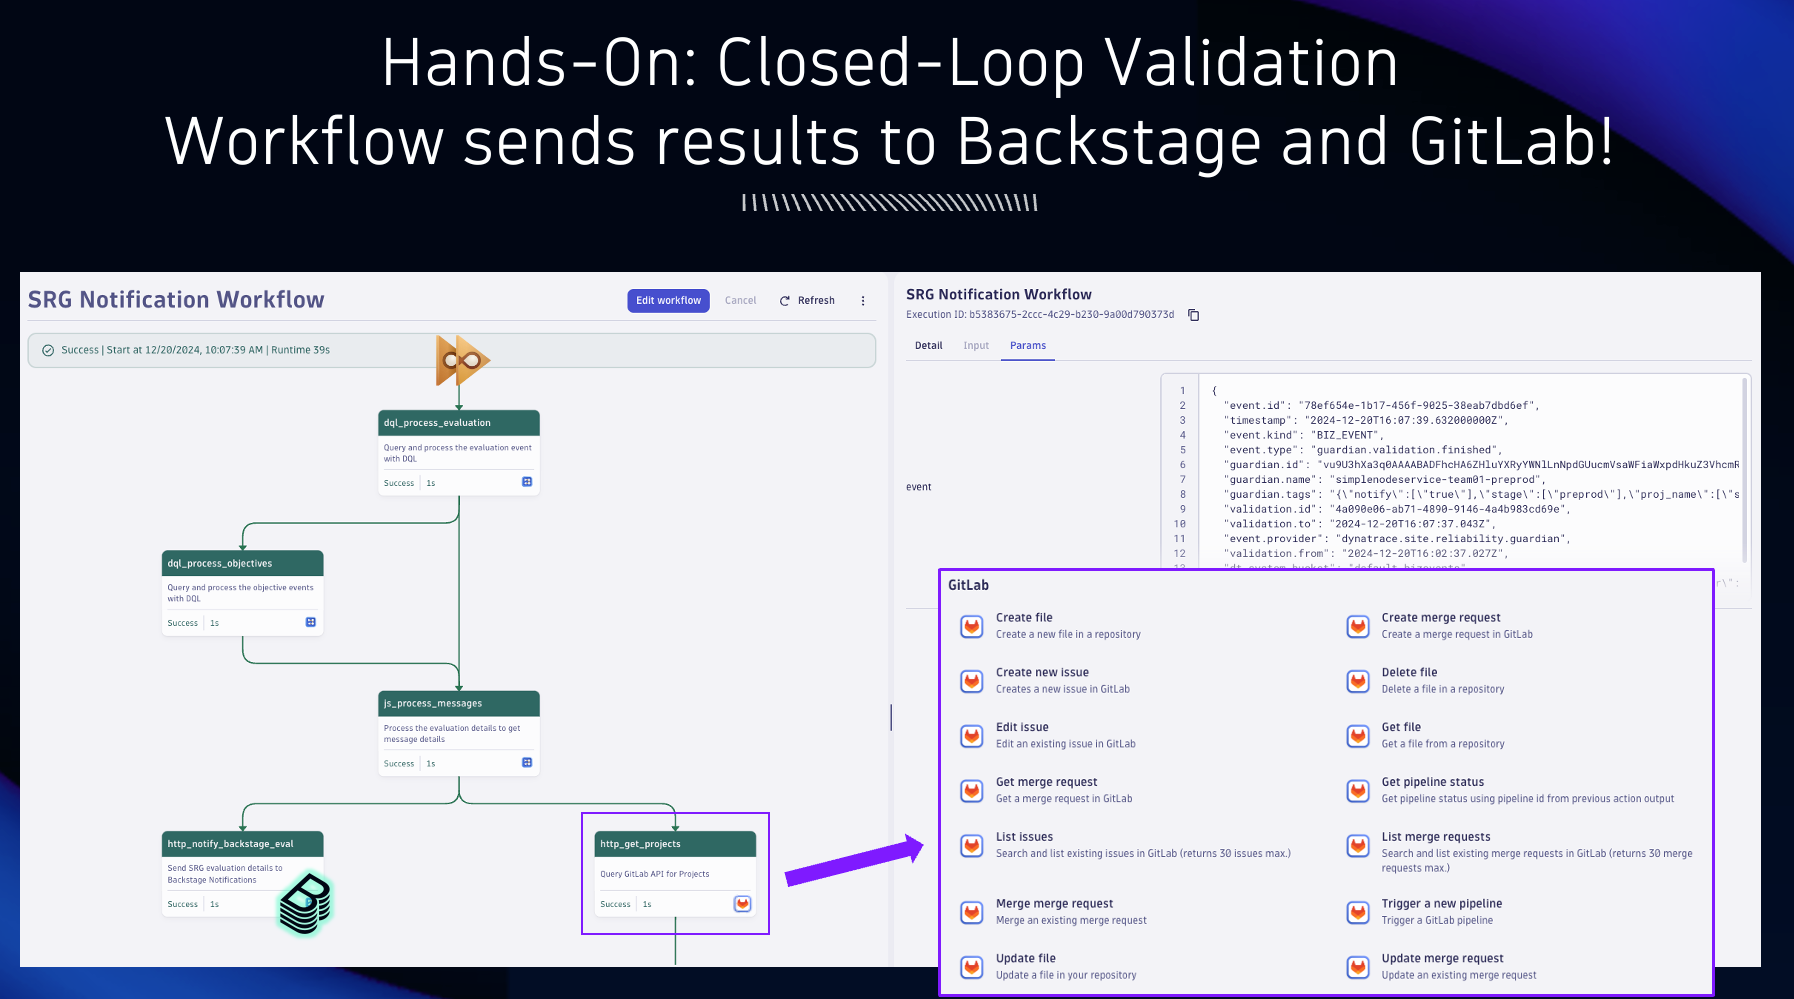 Hands-On: Closed-Loop Validation
Workflow sends results to Backstage and GitLab!
SRG Notification Workflow
Edit workflow
Cancel
Refresh
Success | Start at 12/20/2024, 10:07:39 AM | Runtime 39s
dql_process_evaluation
Query and process the evaluation event
with DQL
Success
1s
dql_process_objectives
Query and process the objective events
with DQL
Success
1s
js_process_messages
Process the evaluation details to get
message details
Success
1s
http_notify_backstage_eval
Send SRG evaluation details to
Backstage Notifications
Success
1s
http_get_projects
Query GitLab API for Projects
Success
1s
SRG Notification Workflow
Execution ID: b5383675-2ccc-4c29-b230-9a00d790373d
Detail
Input
Params
event
1 {
2 "event.id": "78ef654e-1b17-456f-9025-38eab7dbd6ef",
3 "timestamp": "2024-12-20T16:07:39.632000000Z",
4 "event.kind": "BIZ_EVENT",
5 "event.type": "guardian.validation.finished",
6 "guardian.id": "vu9U3hXa3q0AAAABADFhcHA6ZHluYXRyYWNlLnNpdGUucmVsaWFiaWxpdHkuZ3VhcmR
7 "guardian.name": "simplenodeservice-team01-preprod",
8 "guardian.tags": "{\"notify\":[\"true\"],\"stage\":[\"preprod\"],\"proj_name\":[\"s
9 "validation.id": "4a090e06-ab71-4890-9146-4a4b983cd69e",
10 "validation.to": "2024-12-20T16:07:37.043Z",
11 "event.provider": "dynatrace.site.reliability.guardian",
12 "validation.from": "2024-12-20T16:02:37.027Z",
GitLab
Create file
Create a new file in a repository
Create merge request
Create a merge request in GitLab
Create new issue
Creates a new issue in GitLab
Delete file
Delete a file in a repository
Edit issue
Edit an existing issue in GitLab
Get file
Get a file from a repository
Get merge request
Get a merge request in GitLab
Get pipeline status
Get pipeline status using pipeline id from previous action output
List issues
Search and list existing issues in GitLab (returns 30 issues max.)
List merge requests
Search and list existing merge requests in GitLab (returns 30 merge
requests max.)
Merge merge request
Merge an existing merge request
Trigger a new pipeline
Trigger a GitLab pipeline
Update file
Update a file in your repository
Update merge request
Update an existing merge request